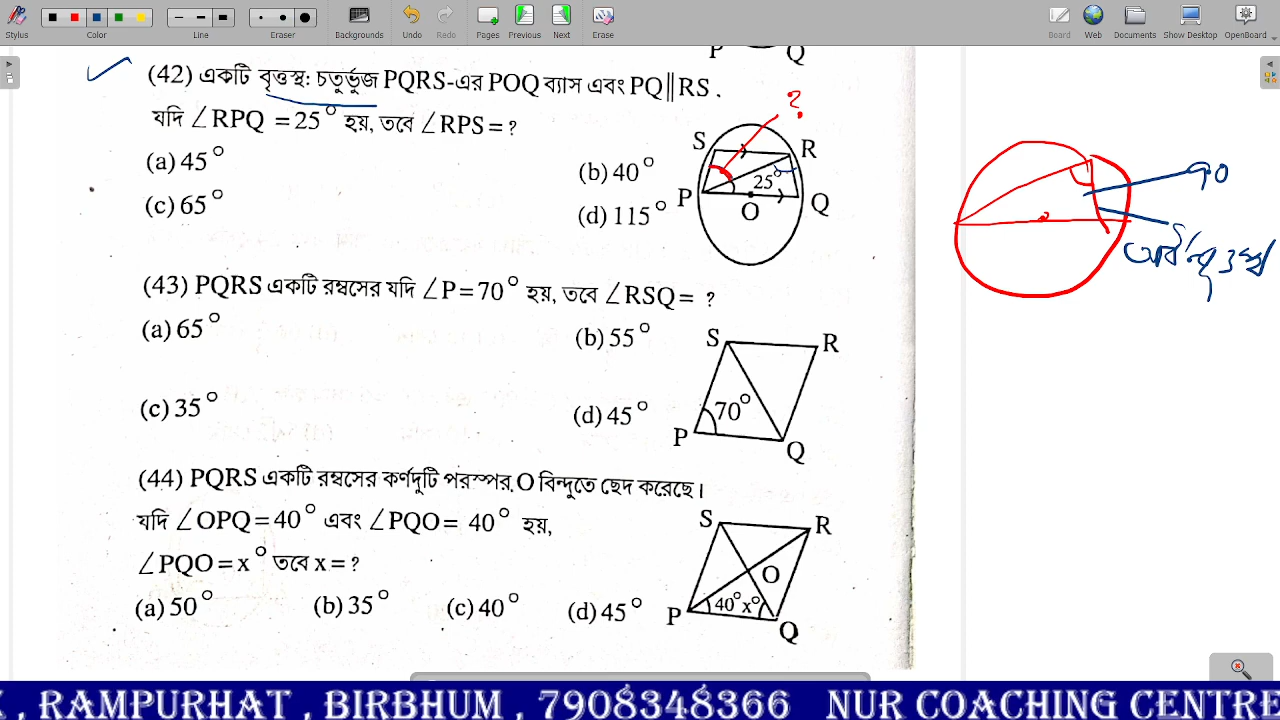 Stylus
Color
Line
Eraser
Backgrounds
Undo
Redo
Pages
Previous
Next
Erase
Board
Web
Documents
Show Desktop
OpenBoard
P Q
(42) একটি বৃত্তস্থ: চতুর্ভুজ PQRS-এর POQ ব্যাস এবং PQ || RS .
যদি ∠RPQ = 25° হয়, তবে ∠RPS = ?
(a) 45°
(b) 40°
(c) 65°
(d) 115°
?
S R
25°
P O Q
90
(43) PQRS একটি রম্বসের যদি ∠P = 70° হয়, তবে ∠RSQ = ?
(a) 65°
(b) 55°
(c) 35°
(d) 45°
S R
70°
P Q
(44) PQRS একটি রম্বসের কর্ণদুটি পরস্পর O বিন্দুতে ছেদ করেছে।
যদি ∠OPQ = 40° এবং ∠PQO = 40° হয়,
∠PQO = x° তবে x = ?
(a) 50° (b) 35° (c) 40° (d) 45°
S R
O
40° x°
P Q
, RAMPURHAT , BIRBHUM , 7908348366 NUR COACHING CENTRE